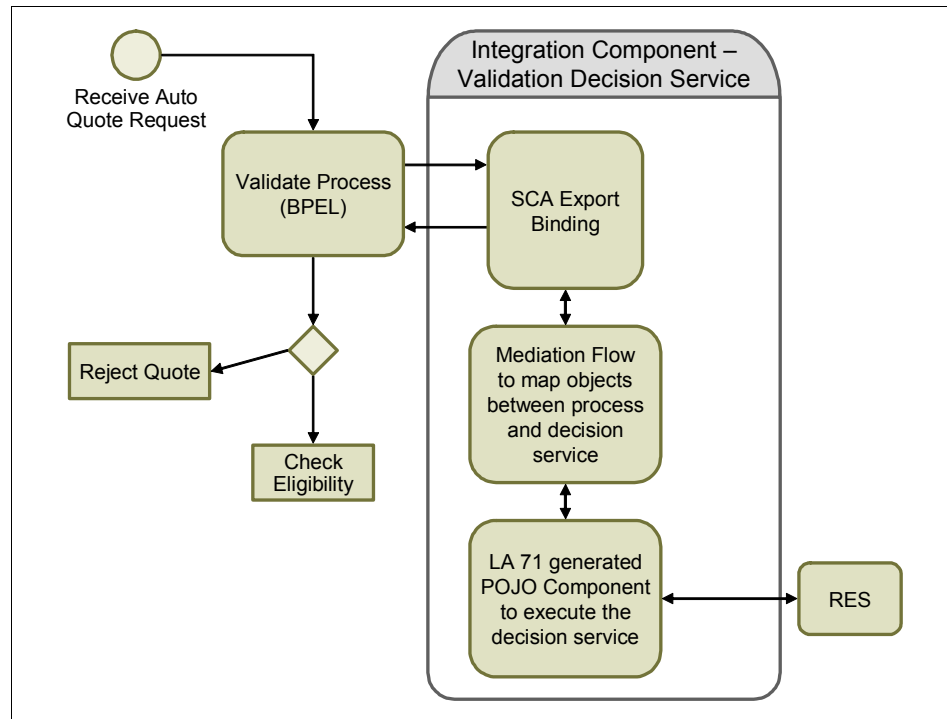 Integration Component –
Validation Decision Service
Receive Auto
Quote Request
Validate Process
(BPEL)
SCA Export
Binding
Reject Quote
Mediation Flow
to map objects
between process
and decision
service
Check
Eligibility
LA 71 generated
POJO Component
to execute the
decision service
RES